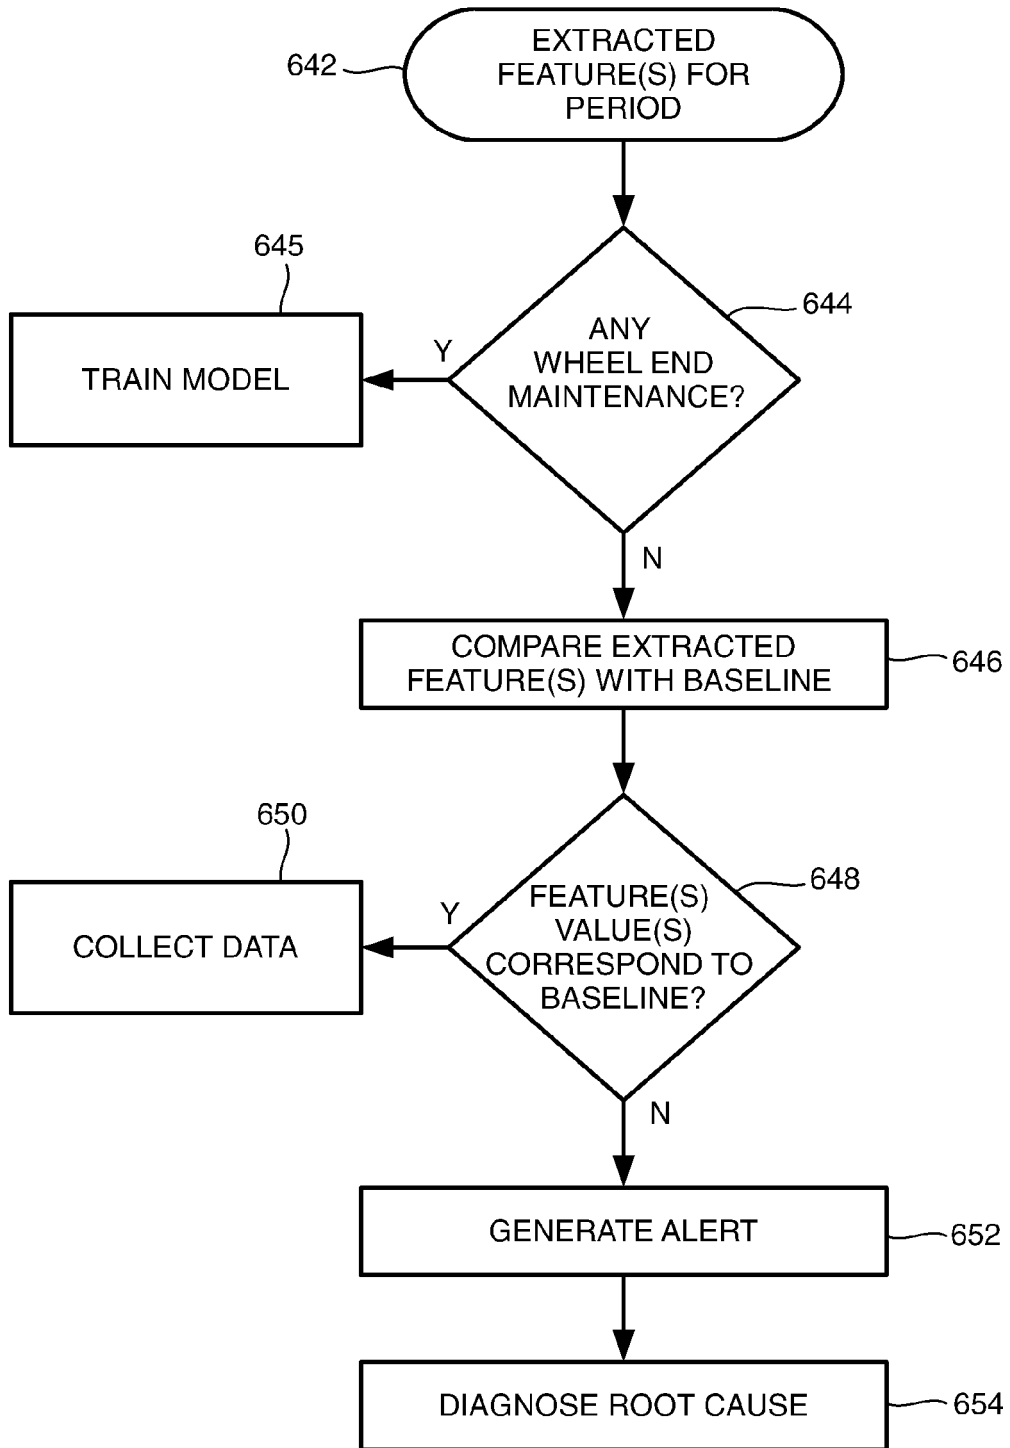 EXTRACTED
FEATURE(S) FOR
PERIOD
642
645
644
ANY
WHEEL END
MAINTENANCE?
Y
TRAIN MODEL
N
COMPARE EXTRACTED
FEATURE(S) WITH BASELINE
646
650
648
FEATURE(S)
VALUE(S)
CORRESPOND TO
BASELINE?
Y
COLLECT DATA
N
GENERATE ALERT
652
DIAGNOSE ROOT CAUSE
654